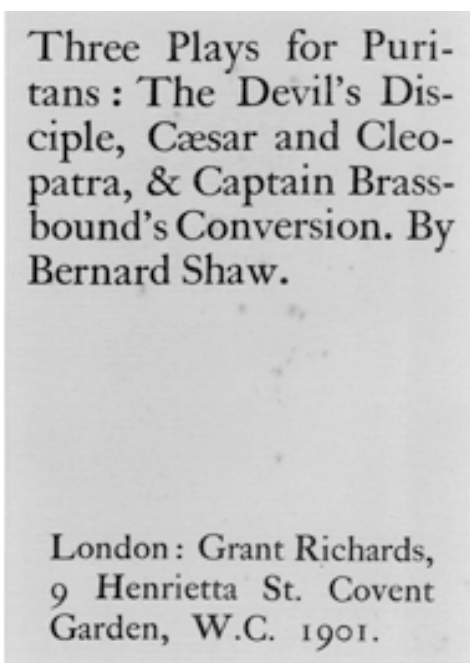 Three Plays for Puri-
tans : The Devil's Dis-
ciple, Cæsar and Cleo-
patra, & Captain Brass-
bound's Conversion. By
Bernard Shaw.
London : Grant Richards,
9 Henrietta St. Covent
Garden, W.C. 1901.